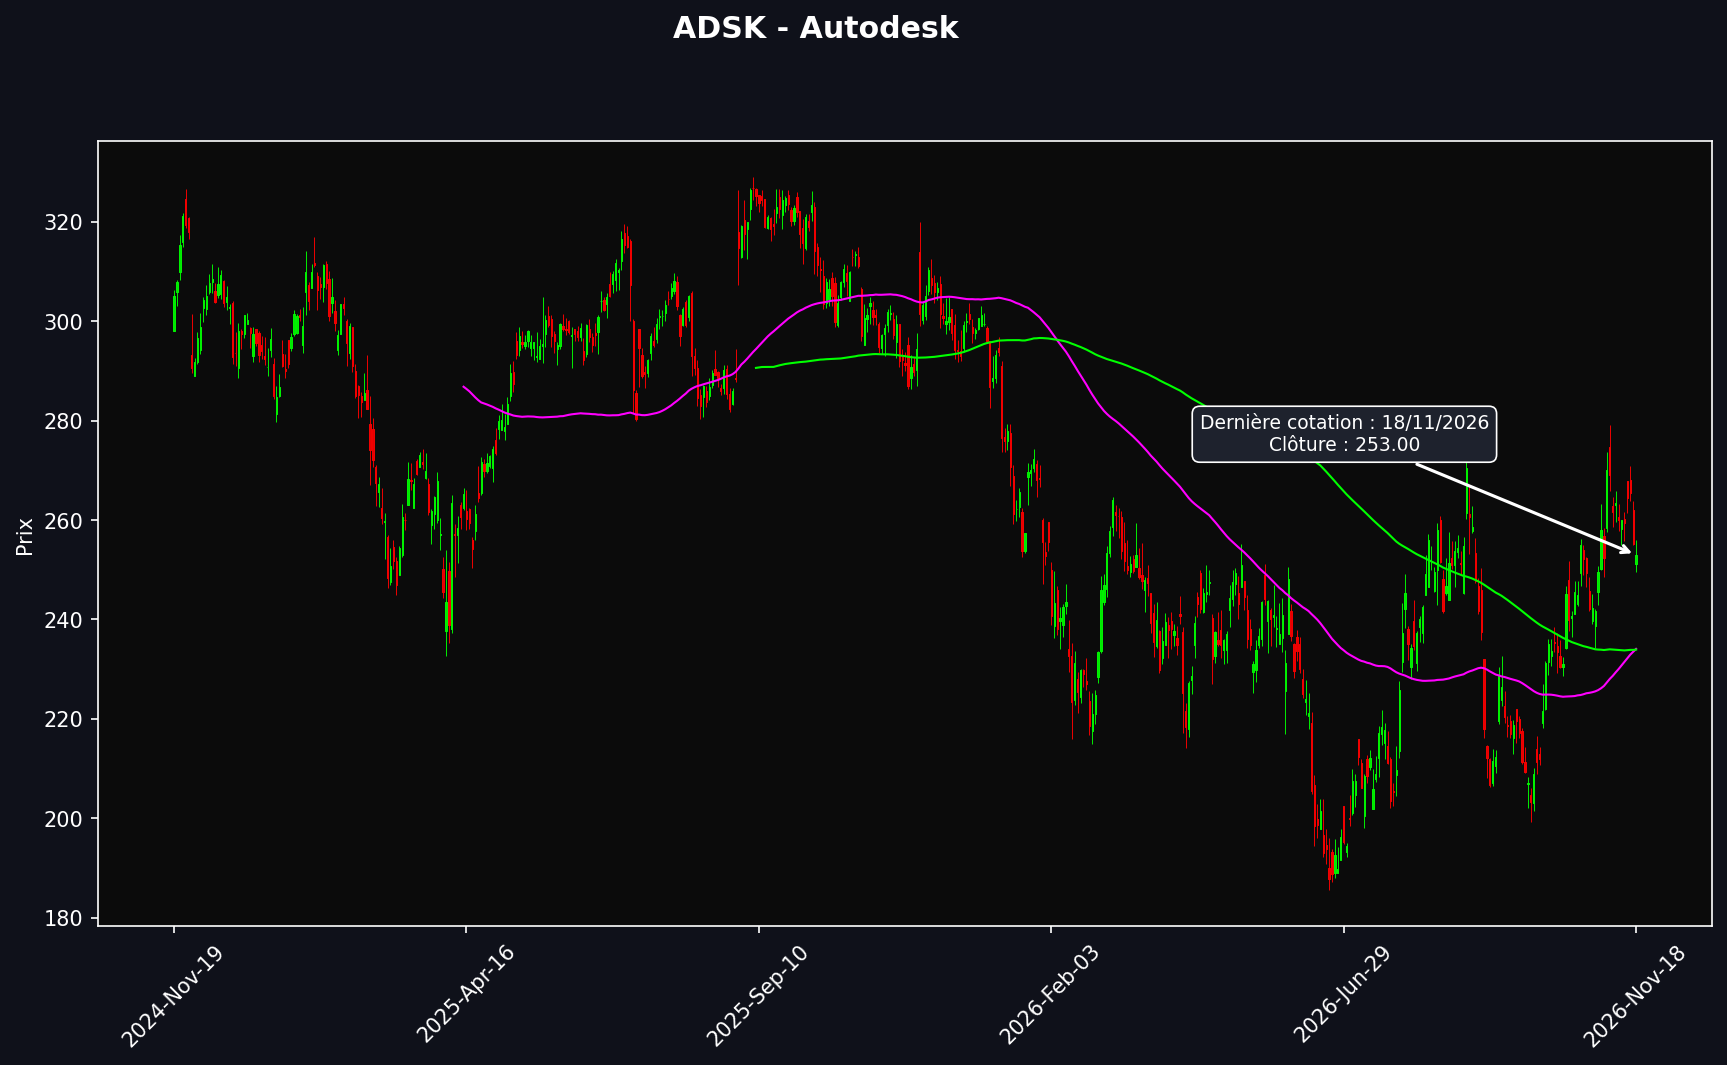 ADSK - Autodesk
Prix
320
300
280
260
240
220
200
180
Dernière cotation : 18/11/2026
Clôture : 253.00
2024-Nov-19
2025-Apr-16
2025-Sep-10
2026-Feb-03
2026-Jun-29
2026-Nov-18